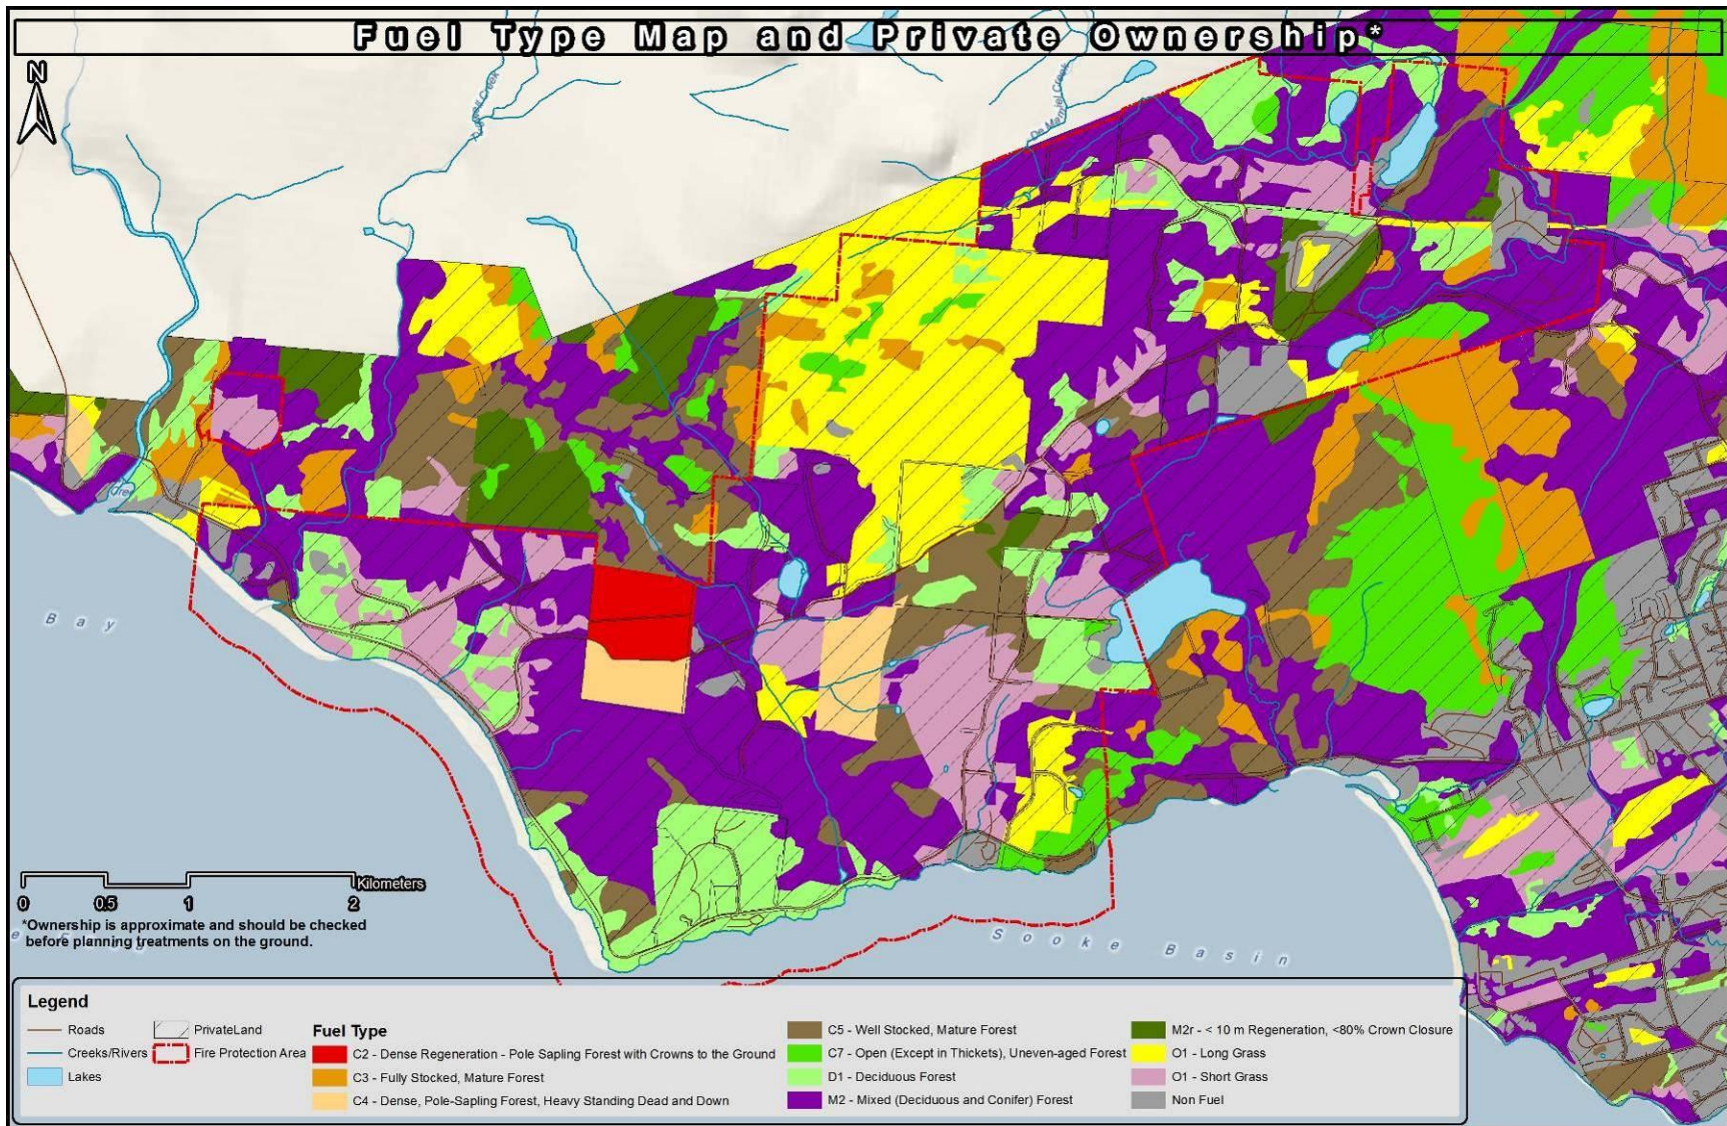 Fuel Type Map and Private Ownership*
N
De Mamiel Creek
Bay
Sooke Basin
Kilometers
0 0.5 1 2
*Ownership is approximate and should be checked
before planning treatments on the ground.
Legend
Roads
Creeks/Rivers
Lakes
PrivateLand
Fire Protection Area
Fuel Type
C2 - Dense Regeneration - Pole Sapling Forest with Crowns to the Ground
C3 - Fully Stocked, Mature Forest
C4 - Dense, Pole-Sapling Forest, Heavy Standing Dead and Down
C5 - Well Stocked, Mature Forest
C7 - Open (Except in Thickets), Uneven-aged Forest
D1 - Deciduous Forest
M2 - Mixed (Deciduous and Conifer) Forest
M2r - < 10 m Regeneration, <80% Crown Closure
O1 - Long Grass
O1 - Short Grass
Non Fuel